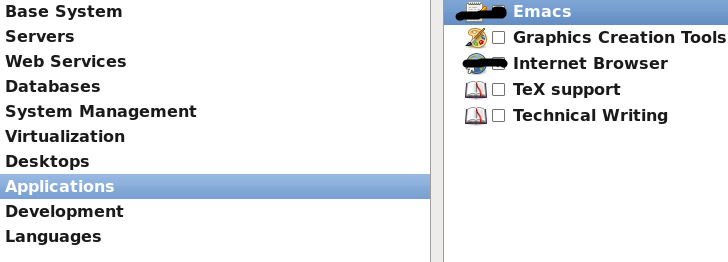 Base System
Servers
Web Services
Databases
System Management
Virtualization
Desktops
Applications
Development
Languages
Emacs
Graphics Creation Tools
Internet Browser
TeX support
Technical Writing